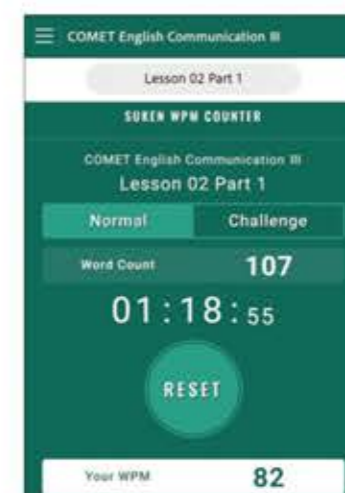 COMET English Communication III
Lesson 02 Part 1
SUKEN WPM COUNTER
COMET English Communication III
Lesson 02 Part 1
Normal Challenge
Word Count 107
01:18:55
RESET
Your WPM 82